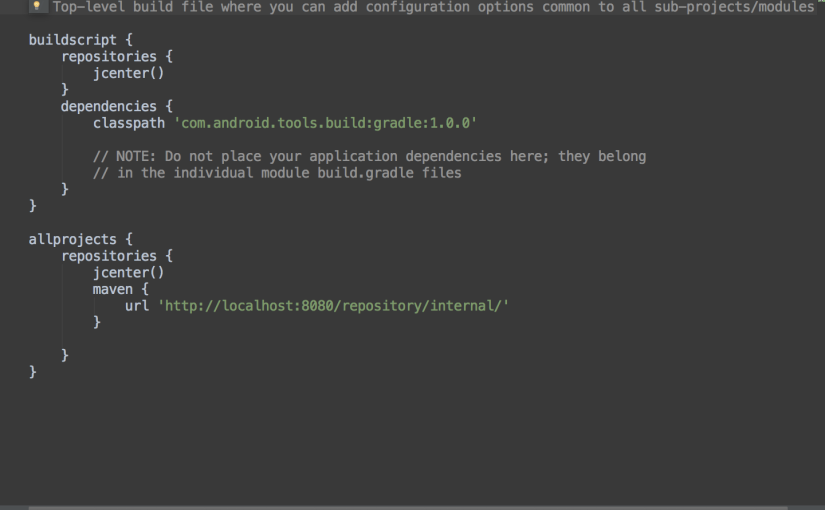 Top-level build file where you can add configuration options common to all sub-projects/modules
buildscript {
repositories {
jcenter()
}
dependencies {
classpath 'com.android.tools.build:gradle:1.0.0'
// NOTE: Do not place your application dependencies here; they belong
// in the individual module build.gradle files
}
}
allprojects {
repositories {
jcenter()
maven {
url 'http://localhost:8080/repository/internal/'
}
}
}